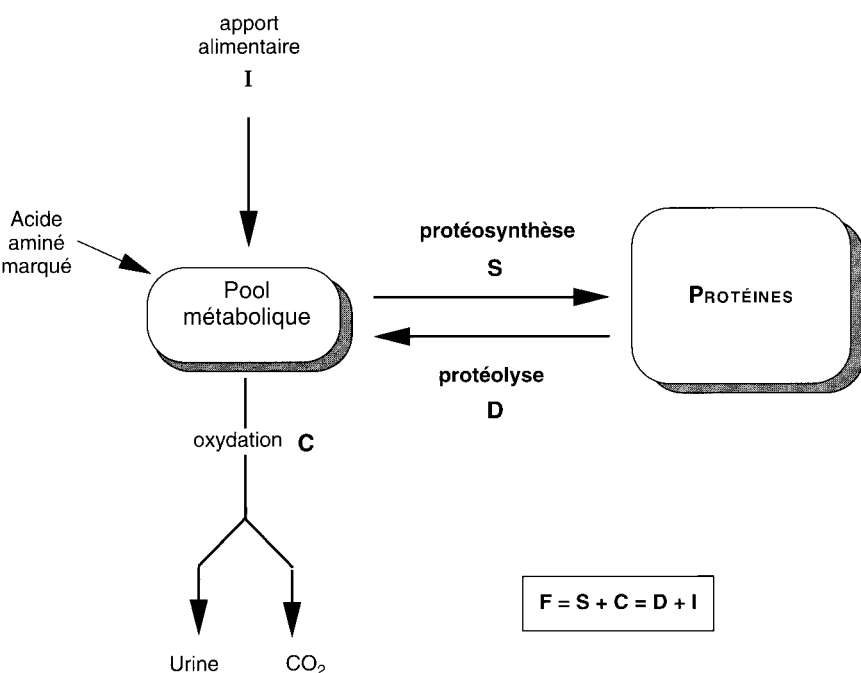 apport
alimentaire
I
Acide
aminé
marqué
Pool
métabolique
protéosynthèse
S
PROTÉINES
protéolyse
D
oxydation C
F = S + C = D + I
Urine
CO₂